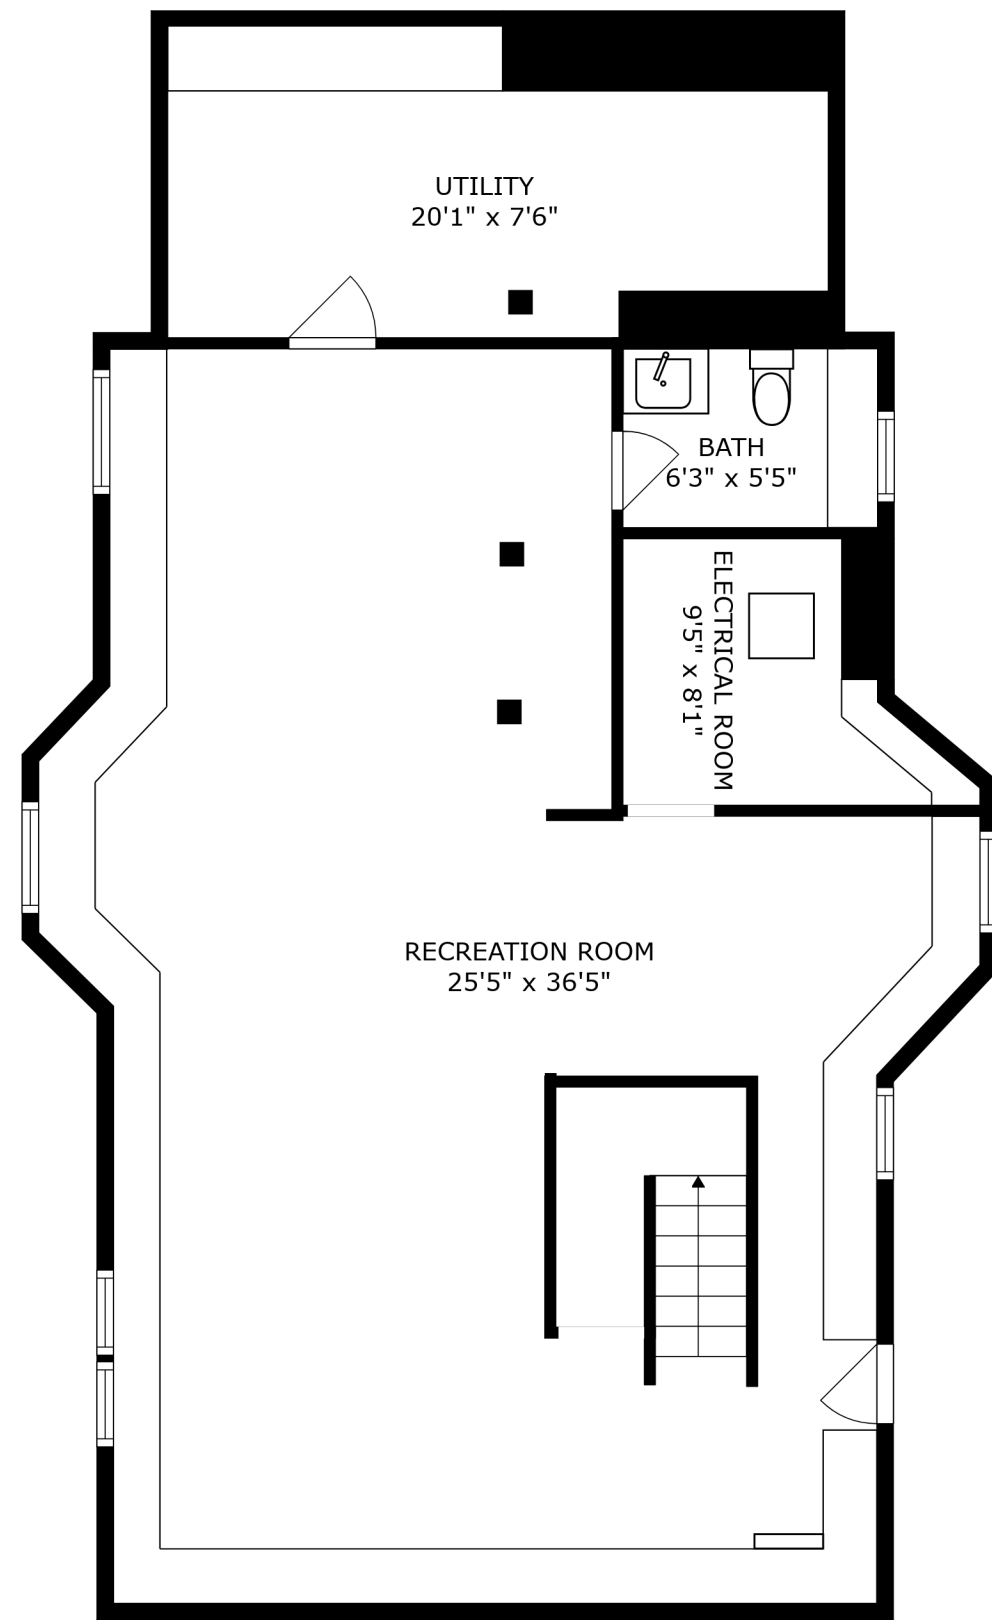 UTILITY
20'1" x 7'6"
BATH
6'3" x 5'5"
ELECTRICAL ROOM
9'5" x 8'1"
RECREATION ROOM
25'5" x 36'5"